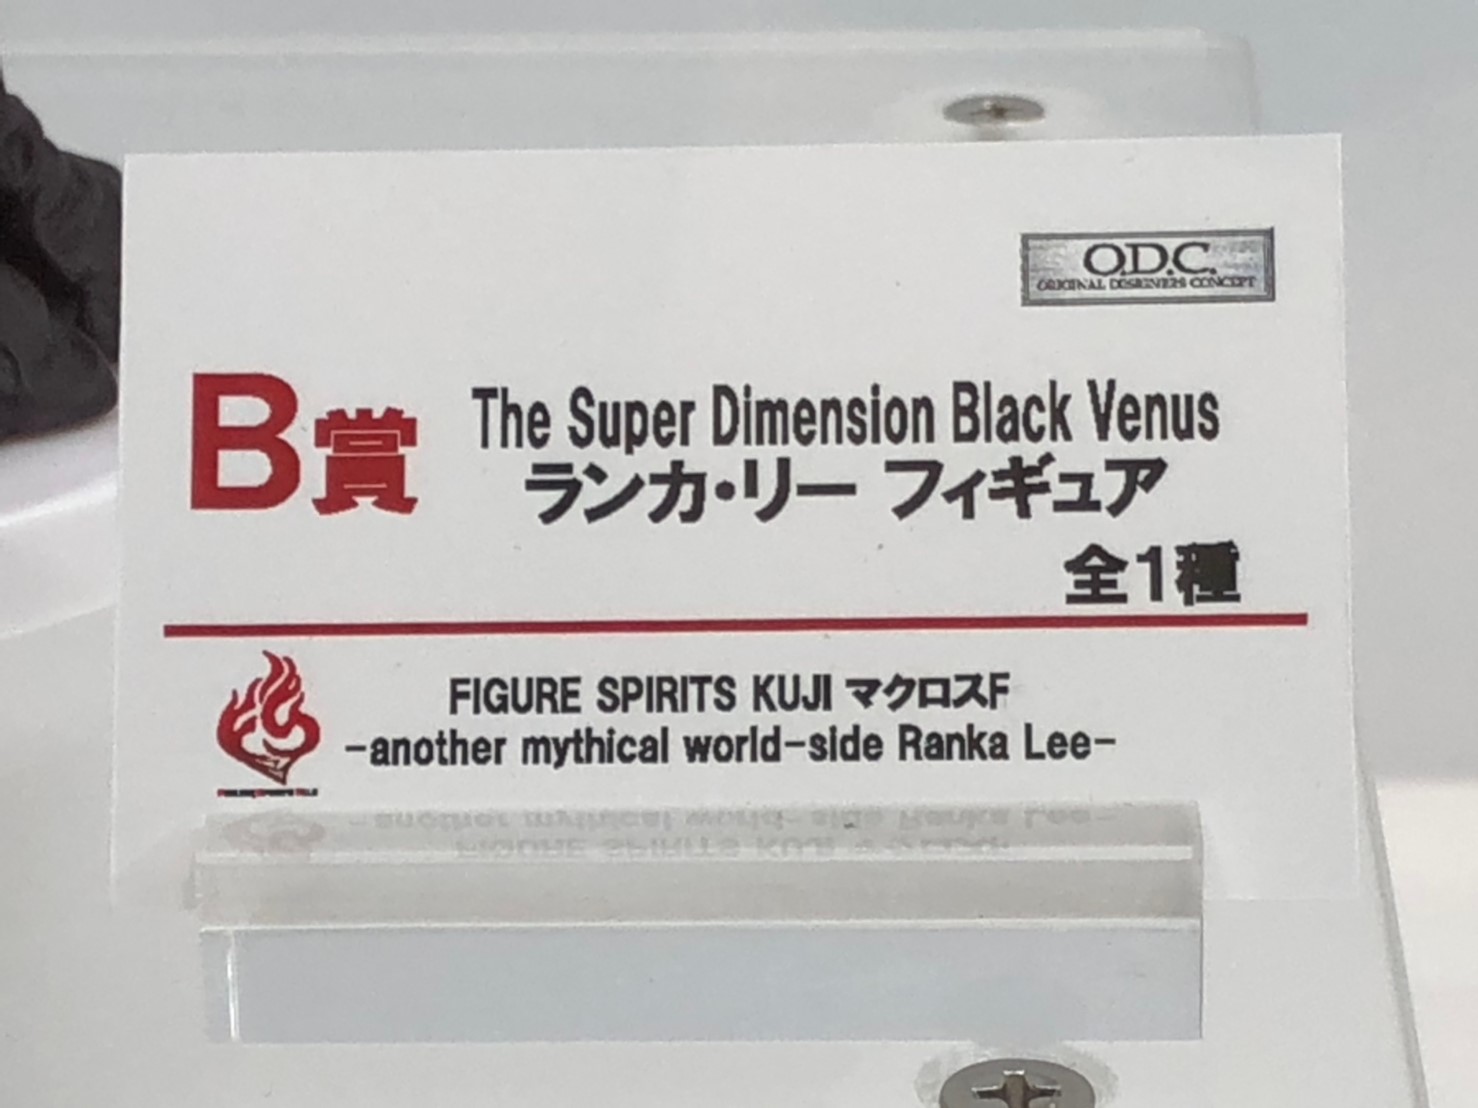 O.D.C.
ORIGINAL DESIGNERS CONCEPT
B賞
The Super Dimension Black Venus
ランカ・リー フィギュア
全1種
FIGURE SPIRITS KUJI マクロスF
-another mythical world-side Ranka Lee-